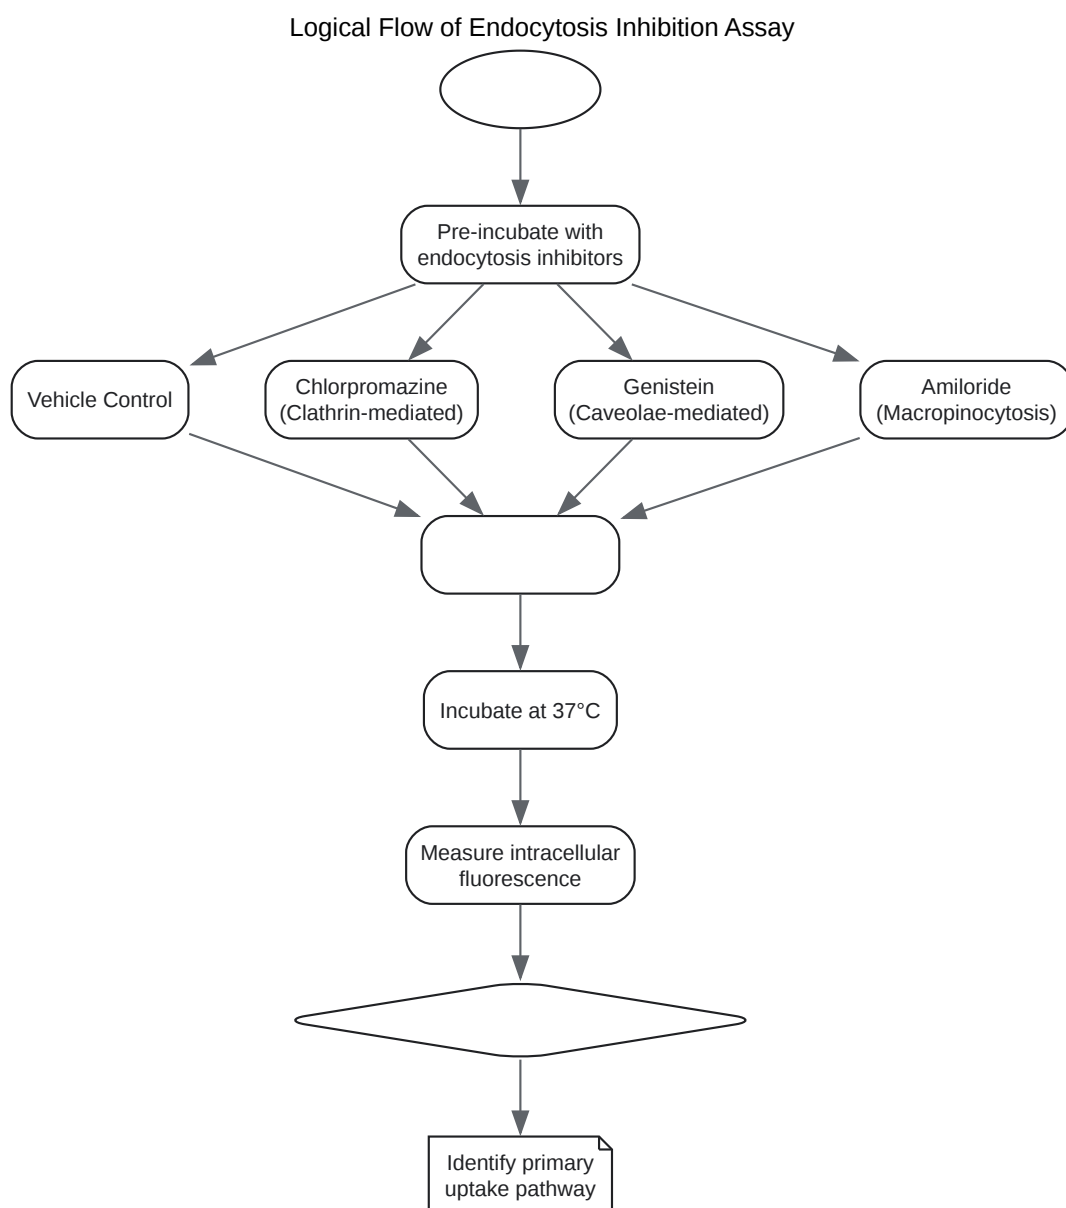 Logical Flow of Endocytosis Inhibition Assay
Pre-incubate with
endocytosis inhibitors
Vehicle Control
Chlorpromazine
(Clathrin-mediated)
Genistein
(Caveolae-mediated)
Amiloride
(Macropinocytosis)
Incubate at 37°C
Measure intracellular
fluorescence
Identify primary
uptake pathway